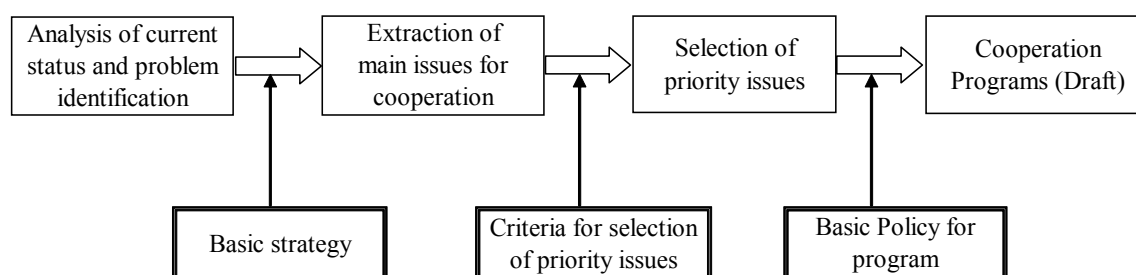 Analysis of current
status and problem
identification
Extraction of
main issues for
cooperation
Selection of
priority issues
Cooperation
Programs (Draft)
Basic strategy
Criteria for selection
of priority issues
Basic Policy for
program